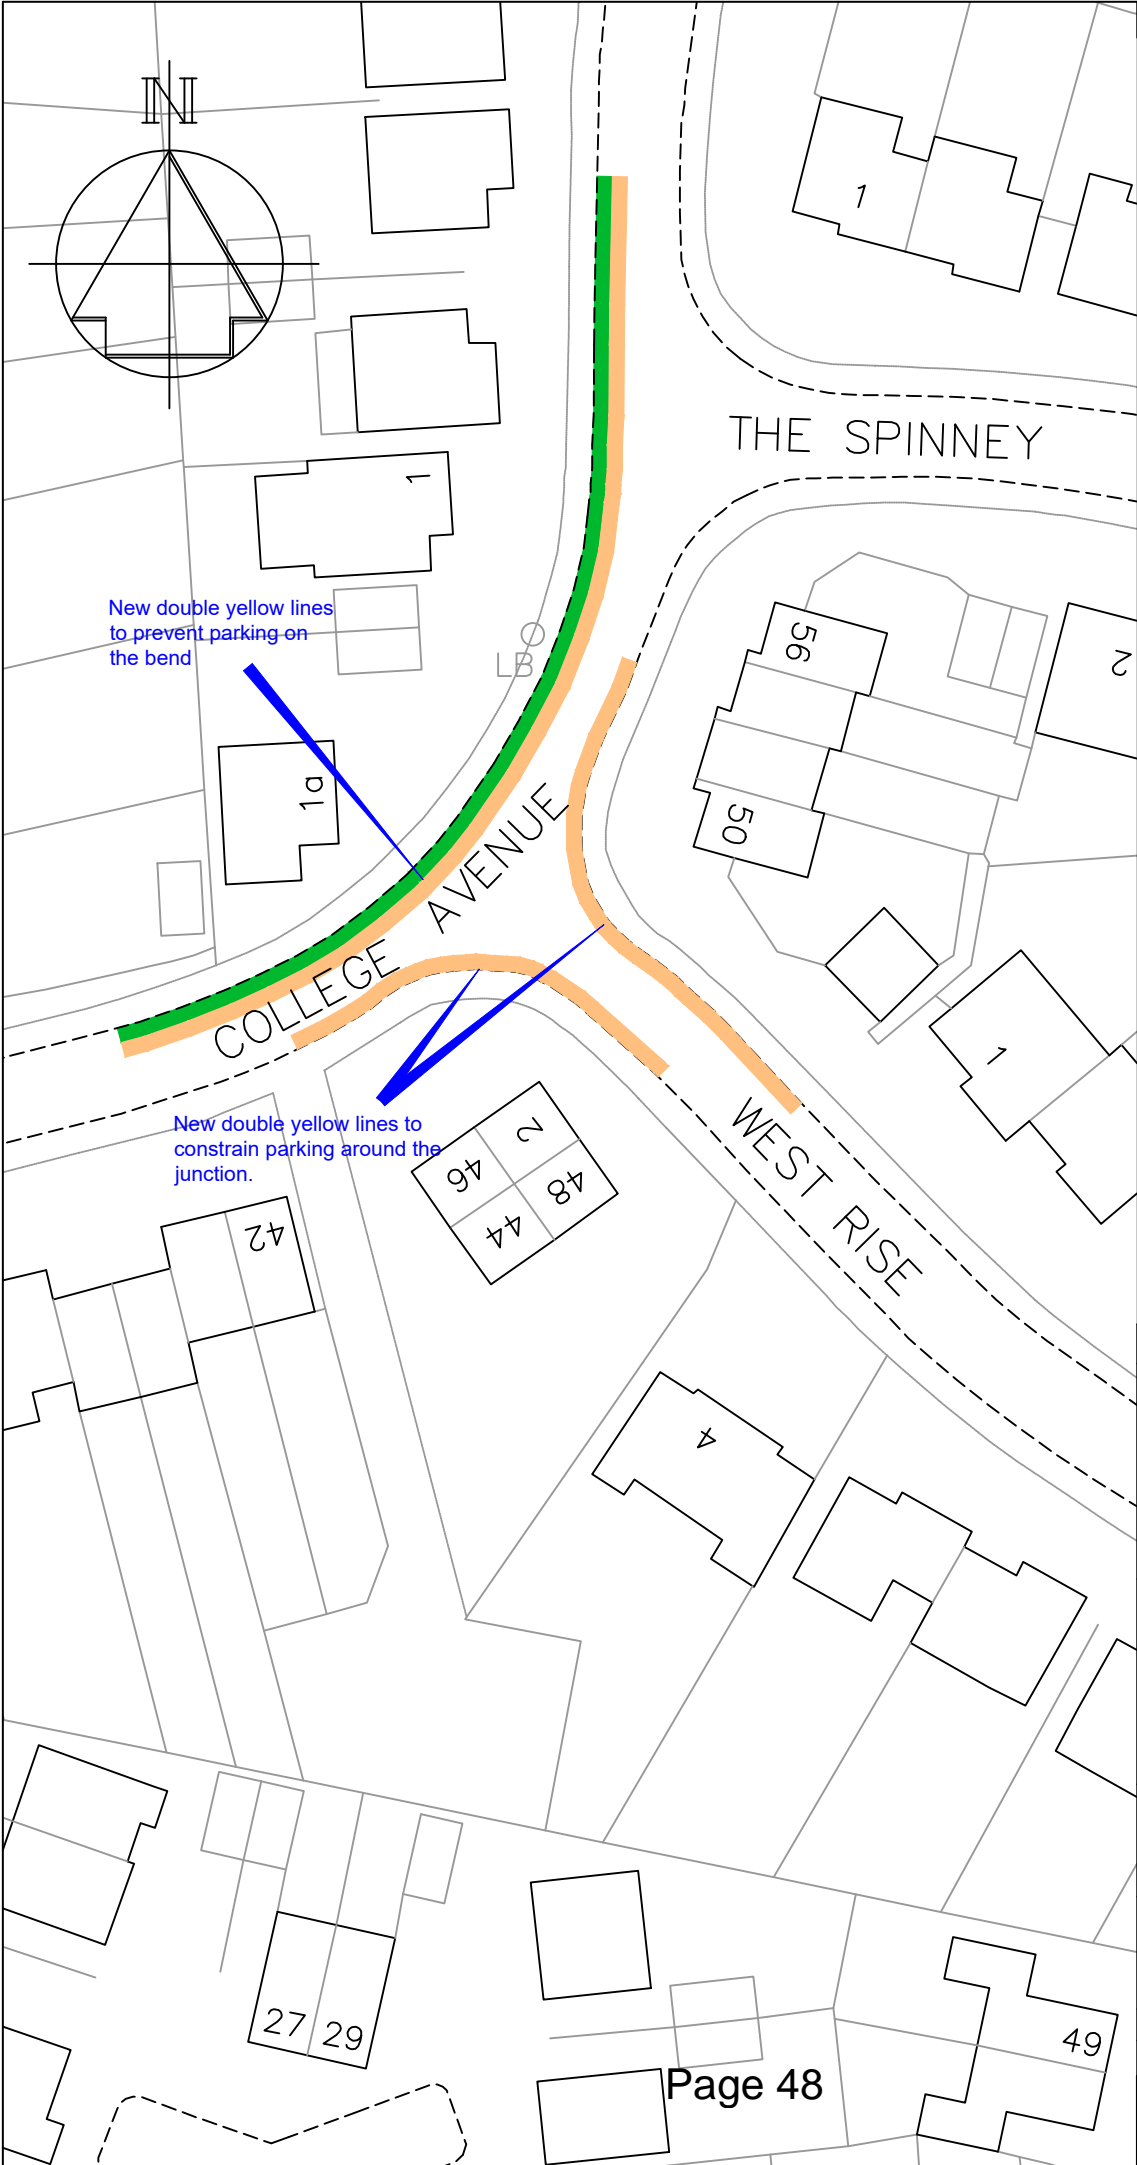 N
1
THE SPINNEY
1
New double yellow lines
to prevent parking on
the bend
LB
56
2
1a
50
COLLEGE AVENUE
1
New double yellow lines to
constrain parking around the
junction.
2
46
48
44
WEST RISE
42
4
27
29
49
Page 48